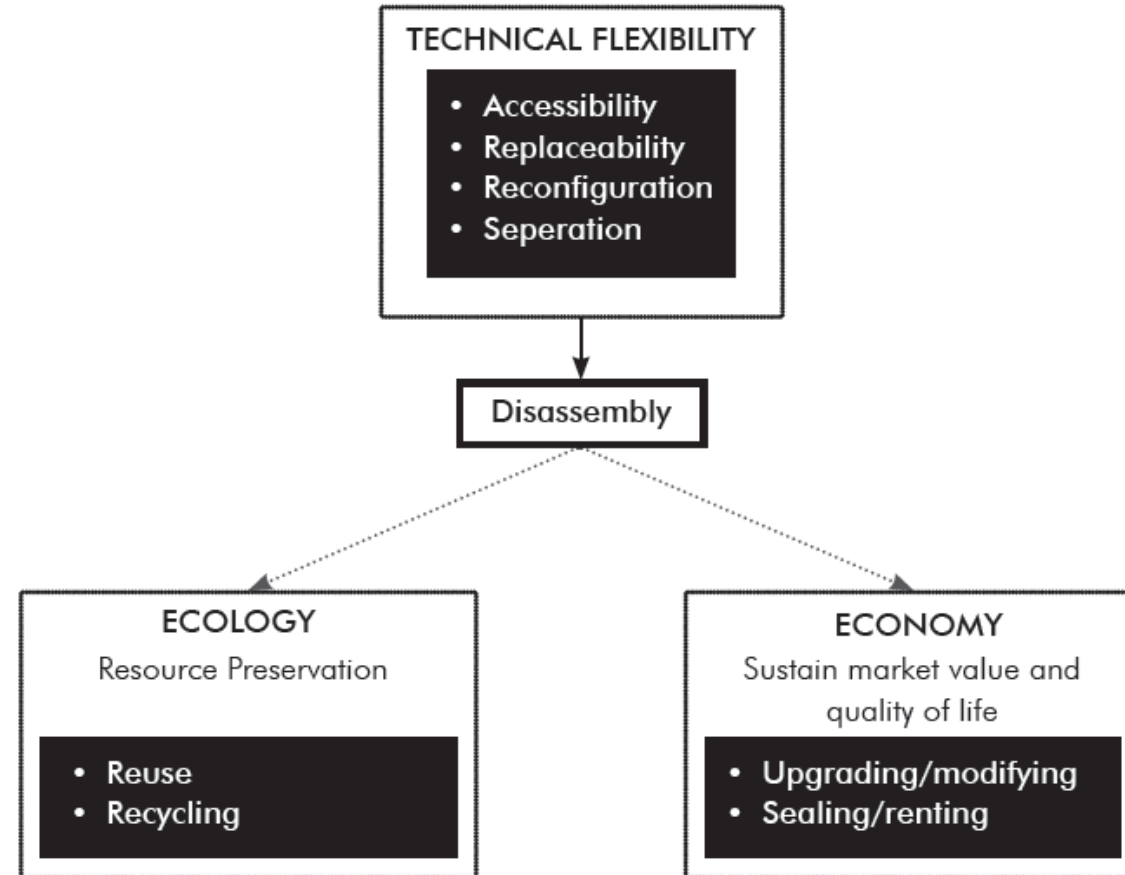 TECHNICAL FLEXIBILITY
• Accessibility
• Replaceability
• Reconfiguration
• Seperation
Disassembly
ECOLOGY
Resource Preservation
• Reuse
• Recycling
ECONOMY
Sustain market value and
quality of life
• Upgrading/modifying
• Sealing/renting